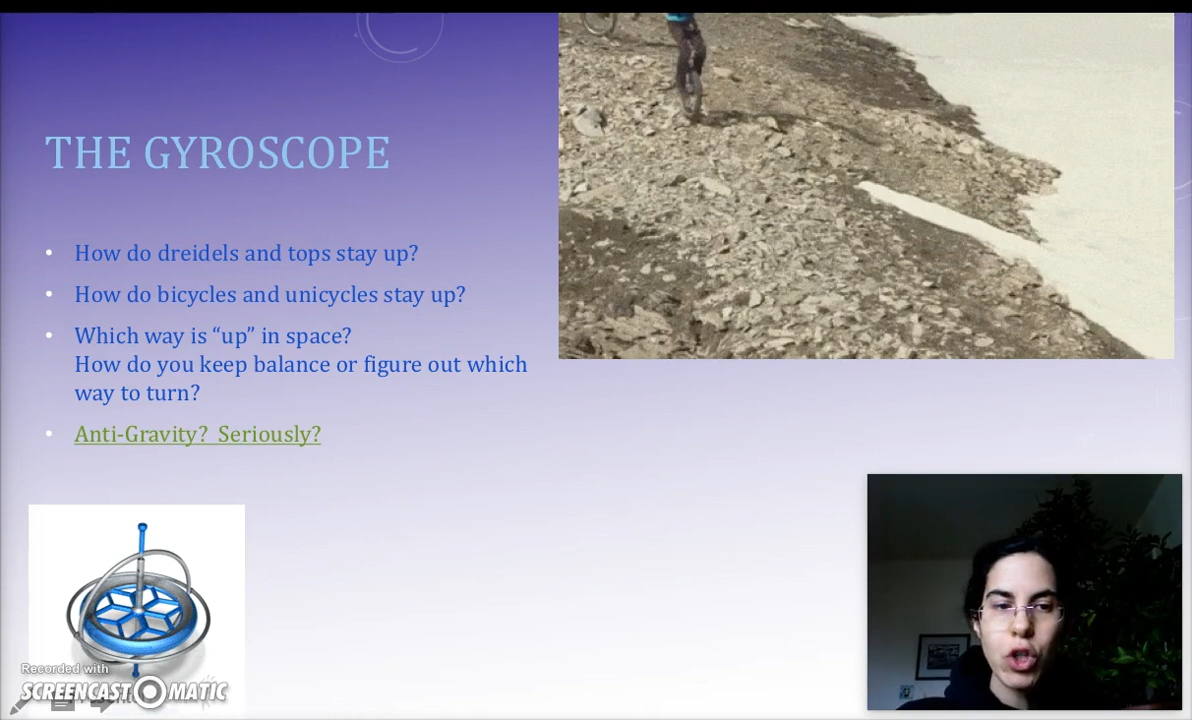 THE GYROSCOPE
• How do dreidels and tops stay up?
• How do bicycles and unicycles stay up?
• Which way is “up” in space?
How do you keep balance or figure out which
way to turn?
• Anti-Gravity?  Seriously?
Recorded with
SCREENCAST-O-MATIC